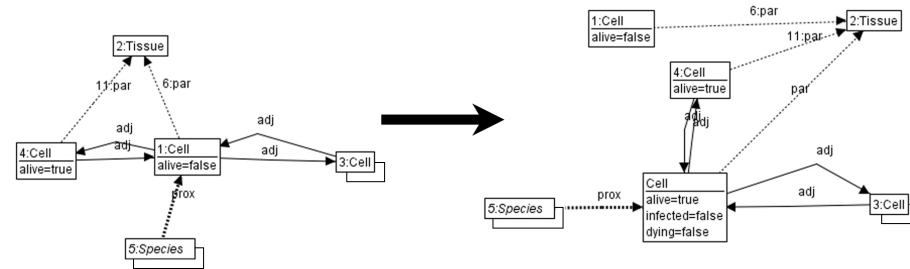 2:Tissue
11:par
6:par
4:Cell
alive=true
adj
adj
1:Cell
alive=false
adj
adj
3:Cell
prox
5:Species
1:Cell
alive=false
6:par
2:Tissue
11:par
4:Cell
alive=true
par
adj
adj
Cell
alive=true
infected=false
dying=false
adj
adj
3:Cell
prox
5:Species